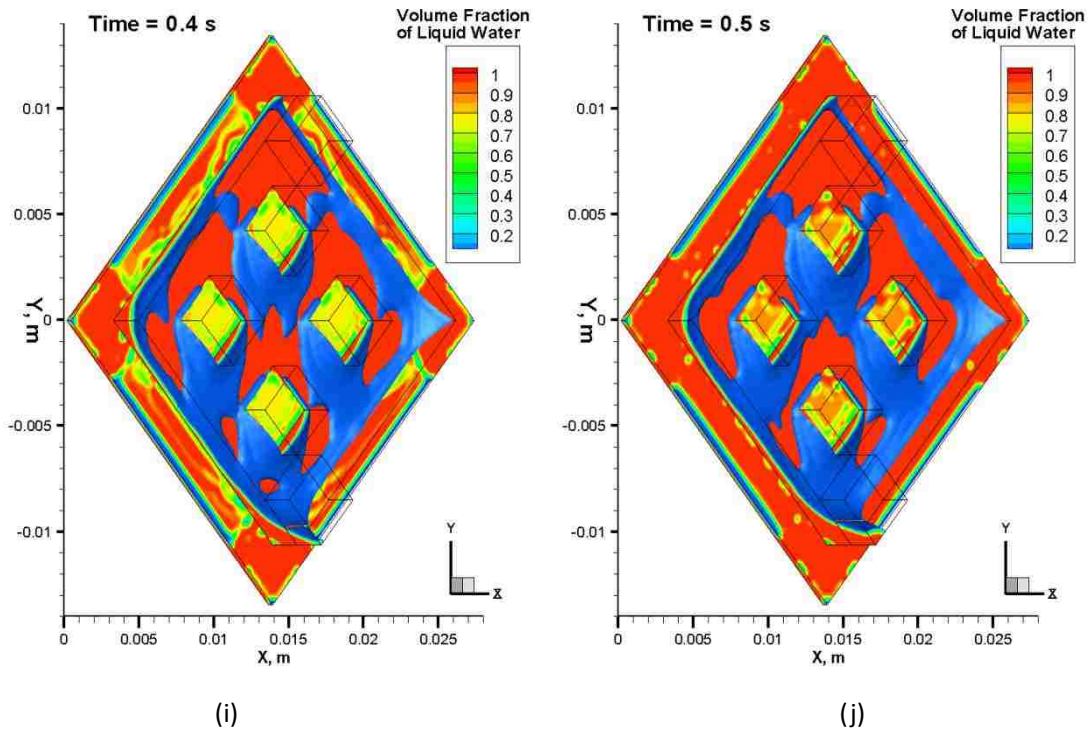 Time = 0.4 s
Volume Fraction
of Liquid Water
1
0.9
0.8
0.7
0.6
0.5
0.4
0.3
0.2
0.01
0.005
0
-0.005
-0.01
Y, m
Y
X
0
0.005
0.01
0.015
0.02
0.025
X, m
(i)
Time = 0.5 s
Volume Fraction
of Liquid Water
1
0.9
0.8
0.7
0.6
0.5
0.4
0.3
0.2
0.01
0.005
0
-0.005
-0.01
Y, m
Y
X
0
0.005
0.01
0.015
0.02
0.025
X, m
(j)